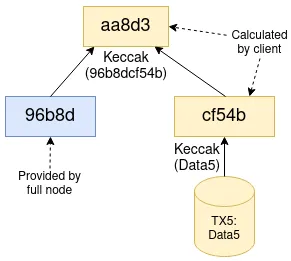 aa8d3
Calculated
by client
Keccak
(96b8dcf54b)
96b8d
cf54b
Provided by
full node
Keccak
(Data5)
TX5:
Data5